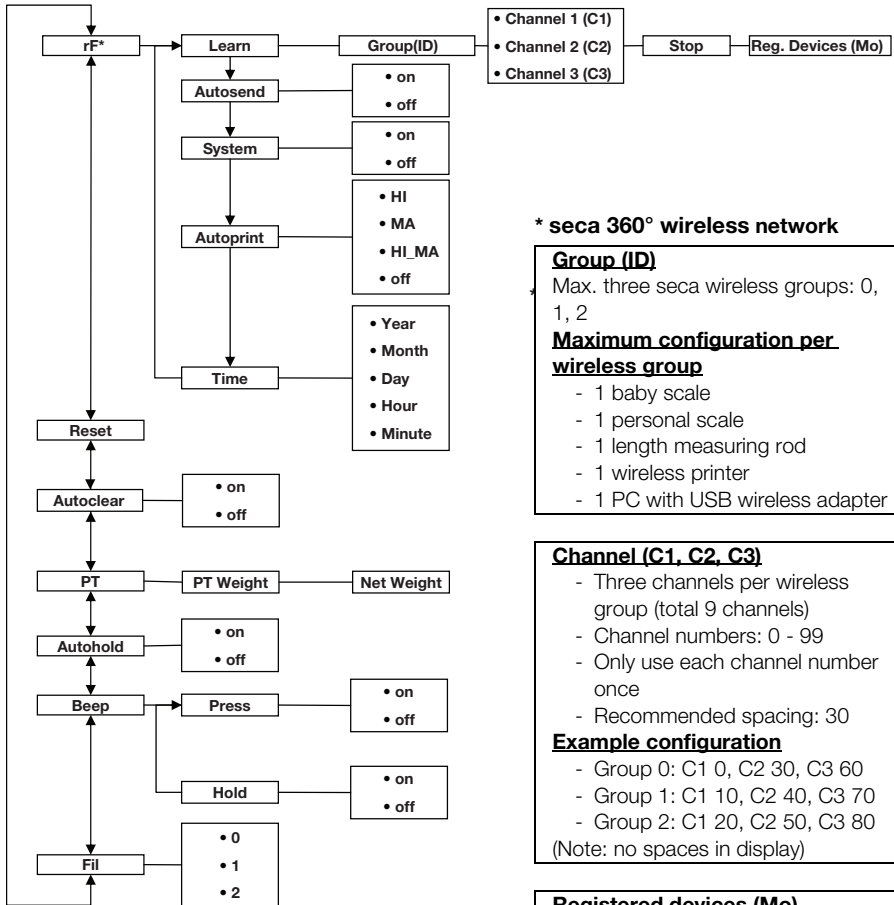 rF*
Learn
Group(ID)
• Channel 1 (C1)
• Channel 2 (C2)
• Channel 3 (C3)
Stop
Reg. Devices (Mo)
Autosend
• on
• off
System
• on
• off
Autoprint
• HI
• MA
• HI_MA
• off
Time
• Year
• Month
• Day
• Hour
• Minute
Reset
Autoclear
• on
• off
PT
PT Weight
Net Weight
Autohold
• on
• off
Beep
Press
• on
• off
Hold
• on
• off
Fil
• 0
• 1
• 2
* seca 360° wireless network
*
Group (ID)
Max. three seca wireless groups: 0,
1, 2
Maximum configuration per
wireless group
- 1 baby scale
- 1 personal scale
- 1 length measuring rod
- 1 wireless printer
- 1 PC with USB wireless adapter
Channel (C1, C2, C3)
- Three channels per wireless
group (total 9 channels)
- Channel numbers: 0 - 99
- Only use each channel number
once
- Recommended spacing: 30
Example configuration
- Group 0: C1 0, C2 30, C3 60
- Group 1: C1 10, C2 40, C3 70
- Group 2: C1 20, C2 50, C3 80
(Note: no spaces in display)
Registered devices (Mo)